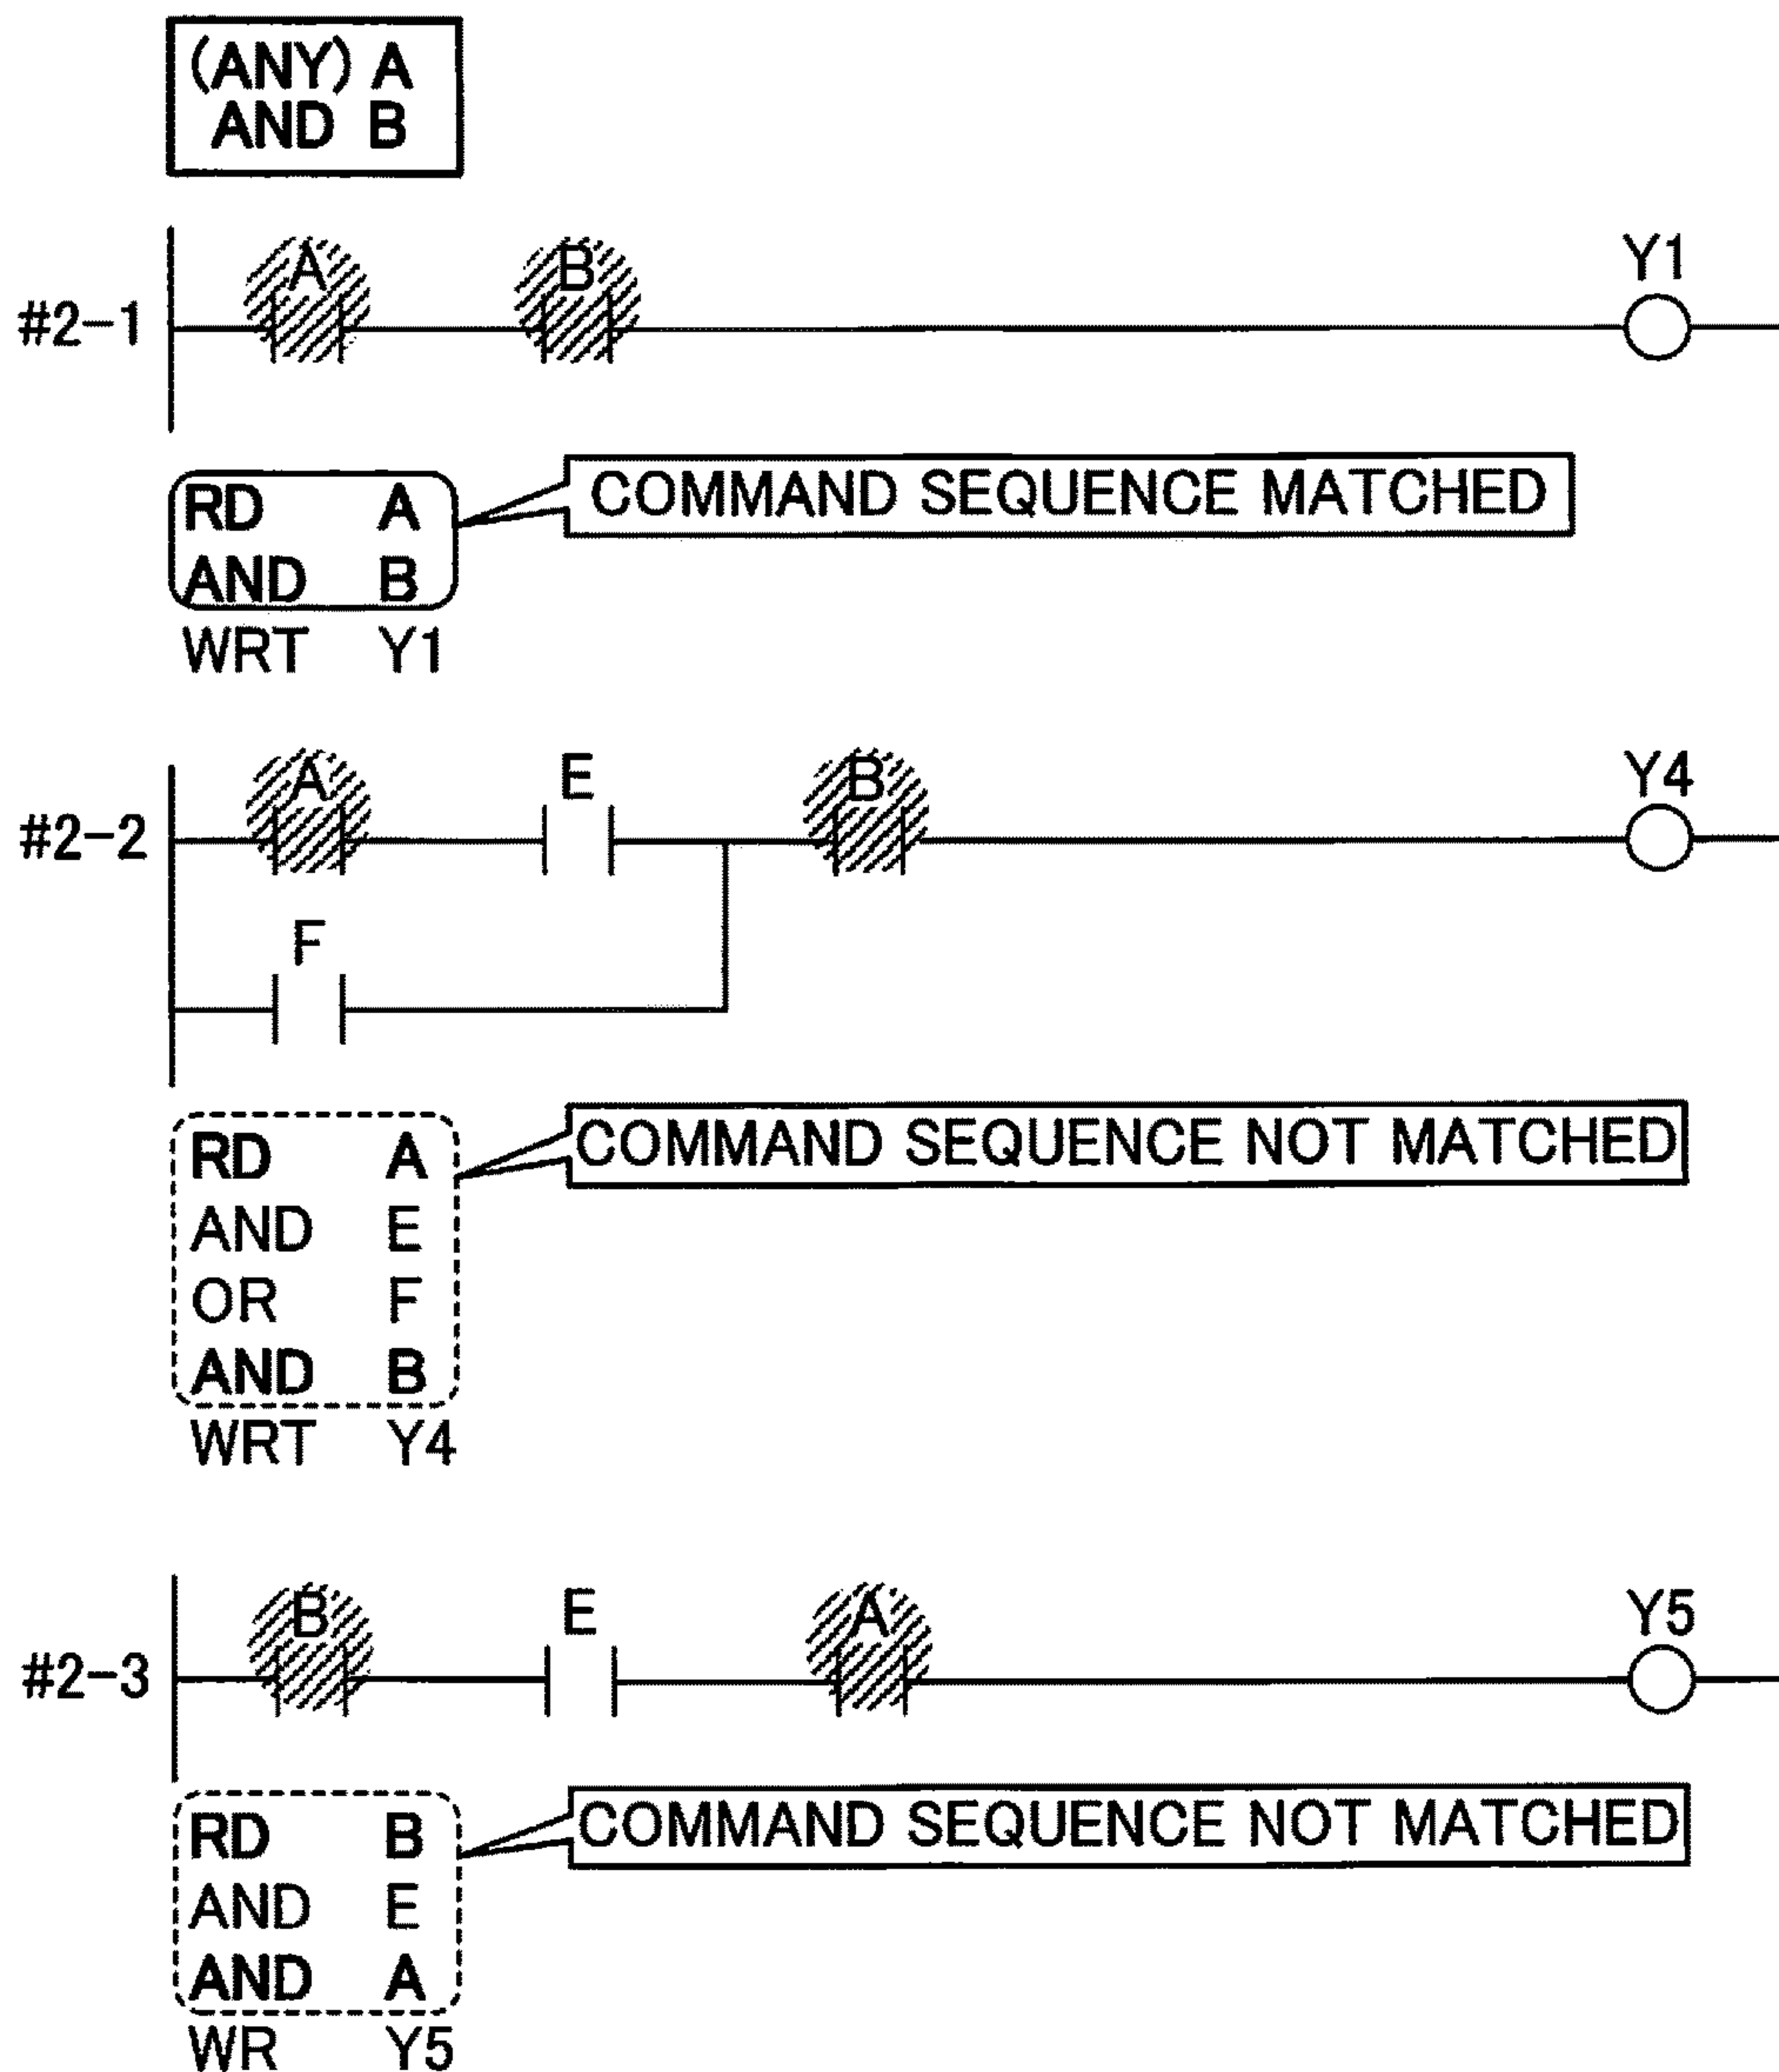 (ANY) A
AND B
A B Y1
#2-1
COMMAND SEQUENCE MATCHED
RD A
AND B
WRT Y1
A E B Y4
#2-2
F
COMMAND SEQUENCE NOT MATCHED
RD A
AND E
OR F
AND B
WRT Y4
B E A Y5
#2-3
COMMAND SEQUENCE NOT MATCHED
RD B
AND E
AND A
WR Y5